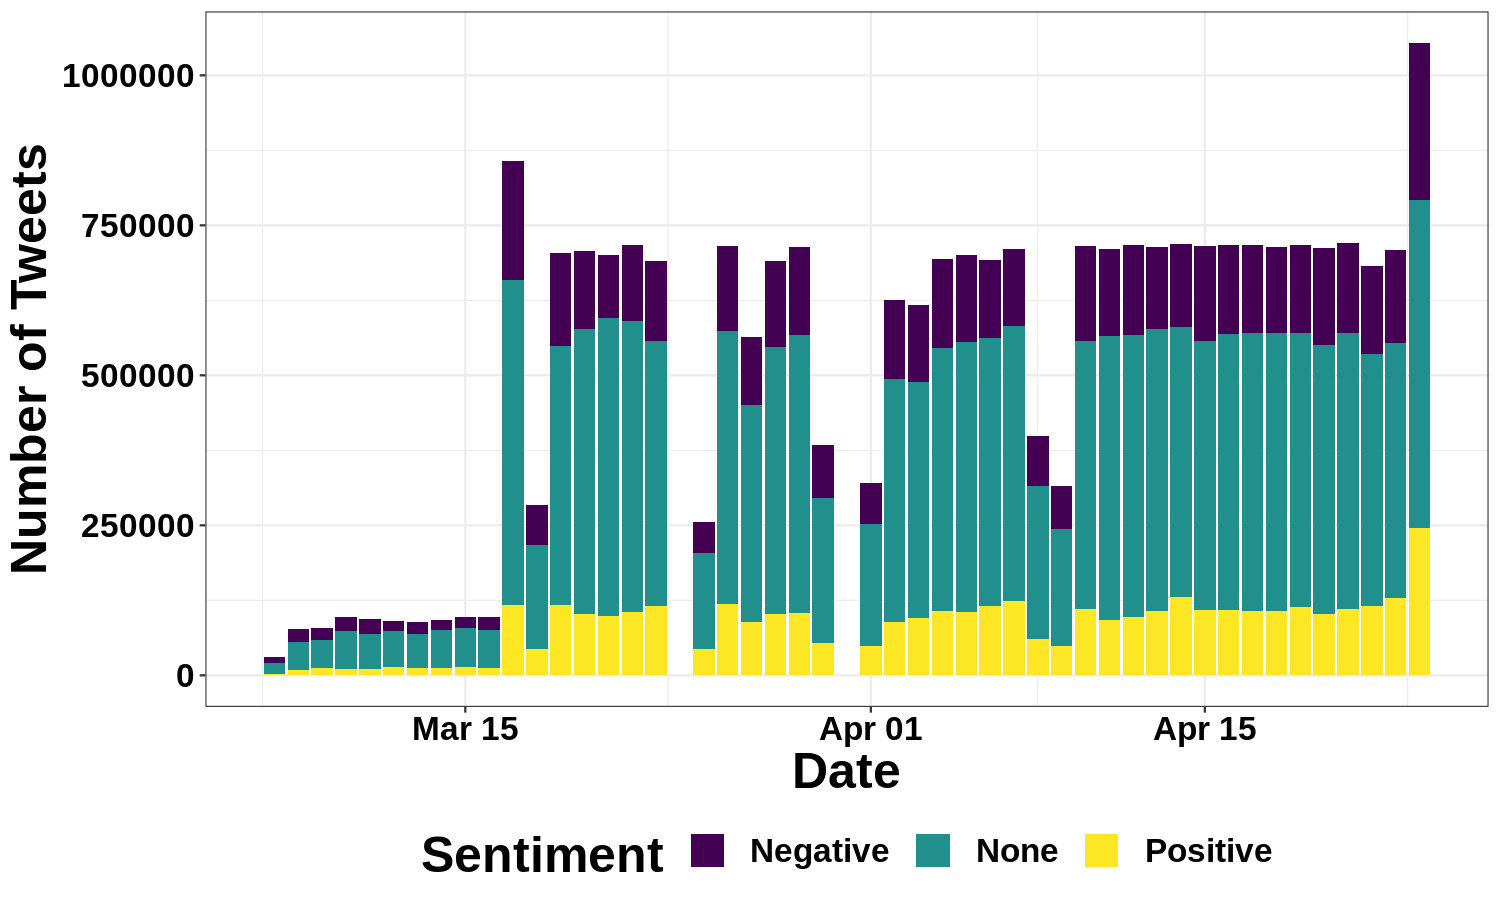 Number of Tweets
1000000
750000
500000
250000
0
Mar 15 Apr 01 Apr 15
Date
Sentiment Negative None Positive